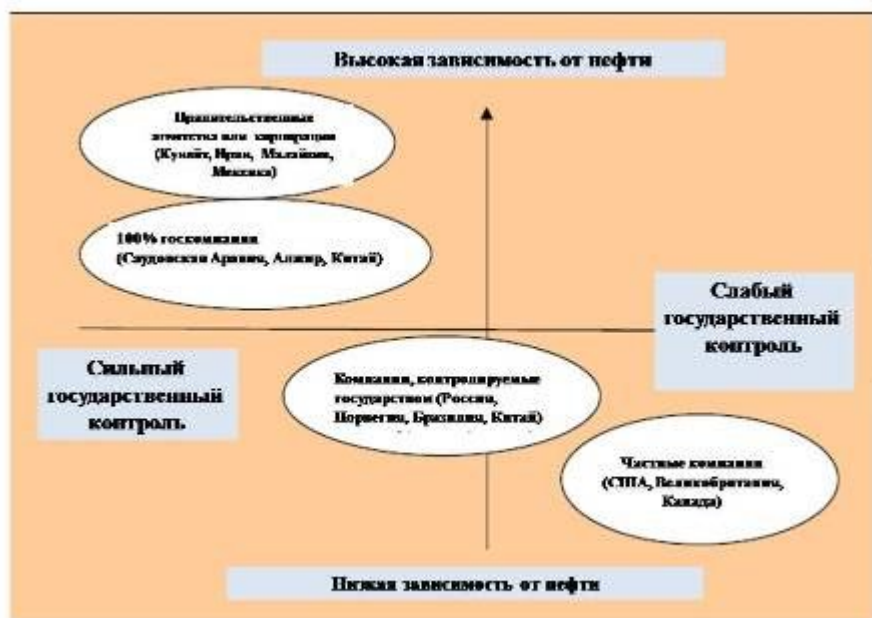 Высокая зависимость от нефти
Правительственные
агентства или корпорации
(Кувейт, Иран, Малайзия,
Мексика)
100% госкомпании
(Саудовская Аравия, Алжир, Китай)
Слабый
государственный
контроль
Сильный
государственный
контроль
Компании, контролируемые
государством (Россия,
Норвегия, Бразилия, Китай)
Частные компании
(США, Великобритания,
Канада)
Низкая зависимость от нефти